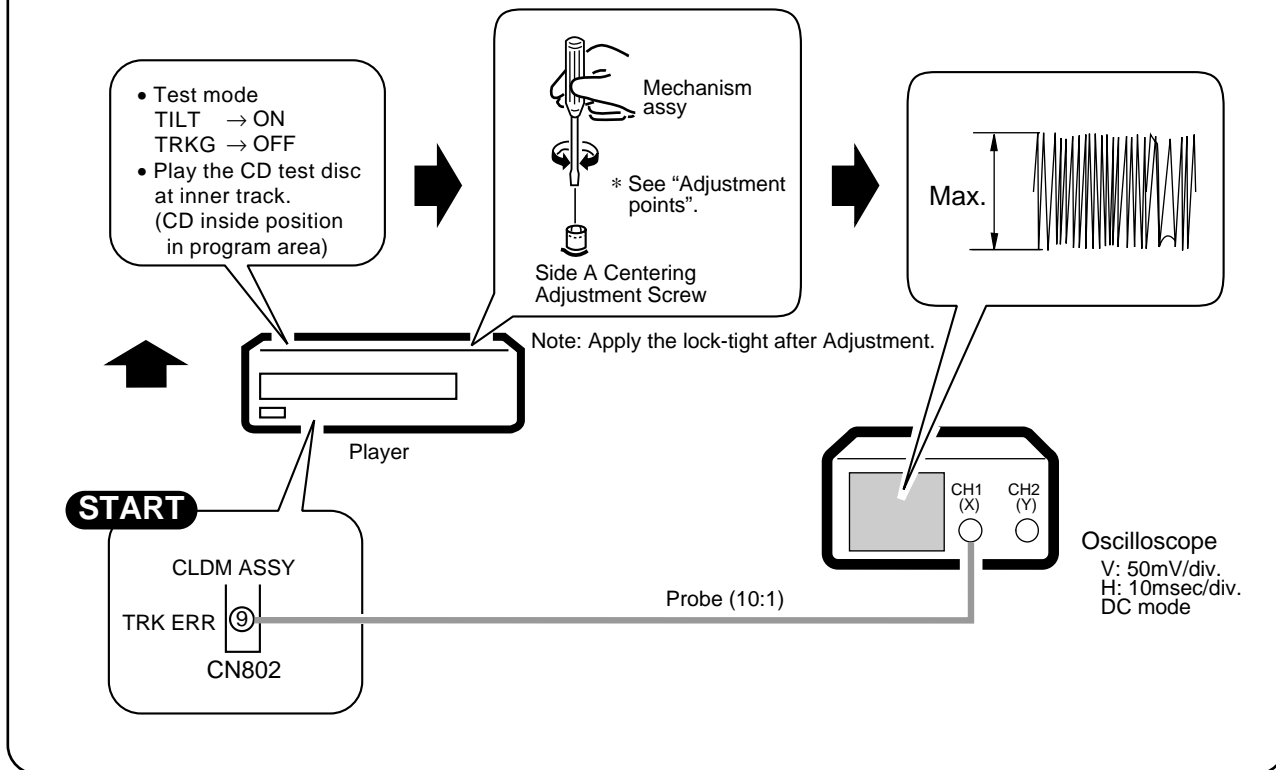 • Test mode
TILT → ON
TRKG → OFF
• Play the CD test disc
at inner track.
(CD inside position
in program area)
Mechanism
assy
* See “Adjustment
points”.
Side A Centering
Adjustment Screw
Max.
Note: Apply the lock-tight after Adjustment.
Player
START
CLDM ASSY
TRK ERR ⑨
CN802
Probe (10:1)
CH1
(X)
CH2
(Y)
Oscilloscope
V: 50mV/div.
H: 10msec/div.
DC mode